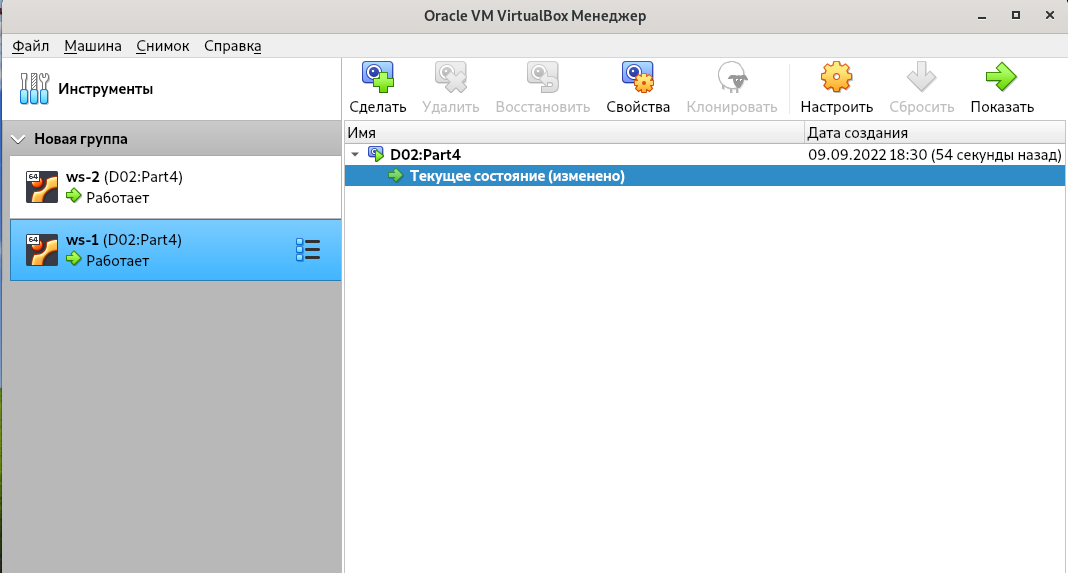 Oracle VM VirtualBox Менеджер
Файл Машина Снимок Справка
Инструменты
Сделать Удалить Восстановить Свойства Клонировать Настроить Сбросить Показать
Новая группа
64
ws-2 (D02:Part4)
Работает
64
ws-1 (D02:Part4)
Работает
Имя Дата создания
D02:Part4 09.09.2022 18:30 (54 секунды назад)
Текущее состояние (изменено)